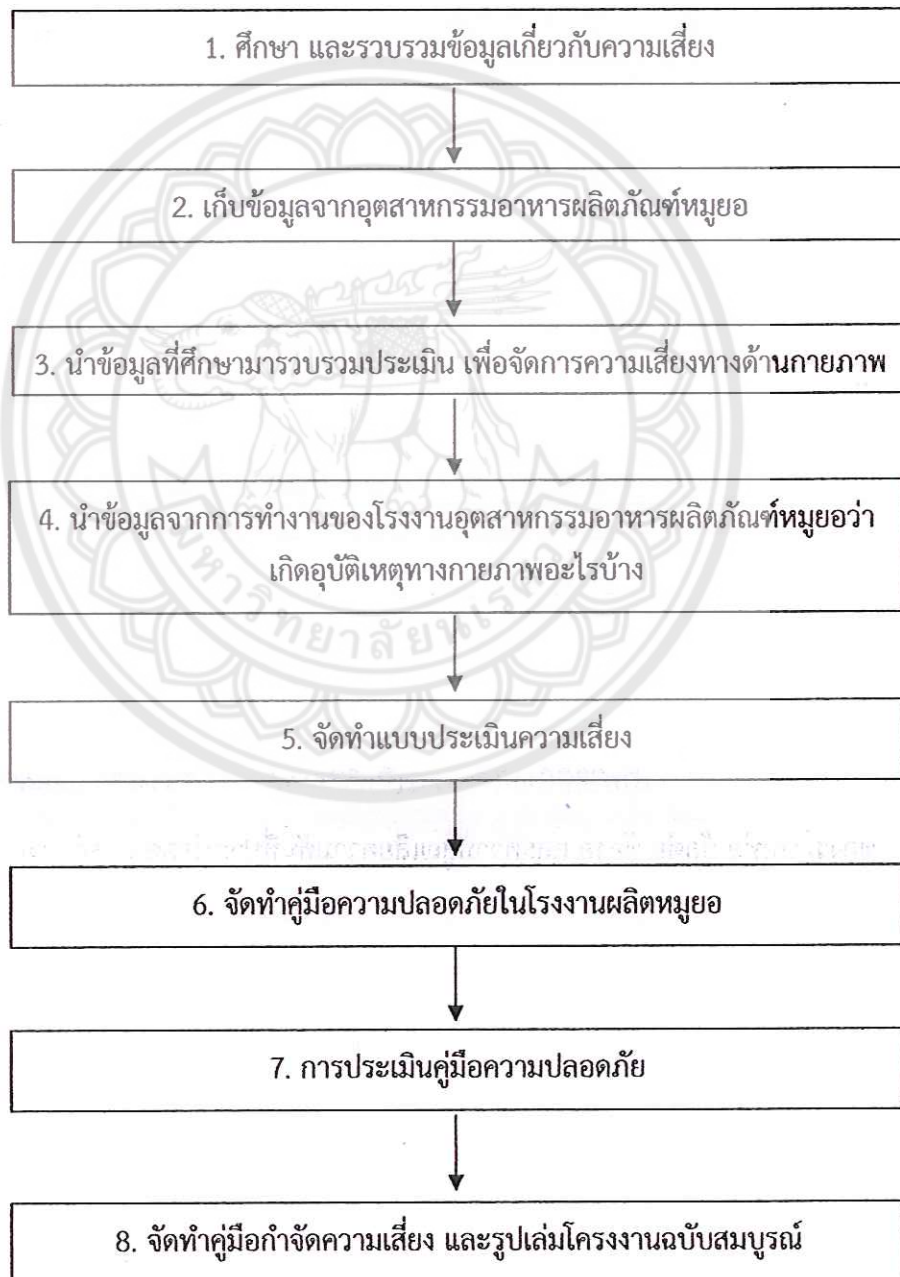 1. ศึกษา และรวบรวมข้อมูลเกี่ยวกับความเสี่ยง
2. เก็บข้อมูลจากอุตสาหกรรมอาหารผลิตภัณฑ์หมูยอ
3. นำข้อมูลที่ศึกษามารวบรวมประเมิน เพื่อจัดการความเสี่ยงทางด้านกายภาพ
4. นำข้อมูลจากการทำงานของโรงงานอุตสาหกรรมอาหารผลิตภัณฑ์หมูยอว่า
เกิดอุบัติเหตุทางกายภาพอะไรบ้าง
มหาวิทยาลัยนเรศวร
5. จัดทำแบบประเมินความเสี่ยง
6. จัดทำคู่มือความปลอดภัยในโรงงานผลิตหมูยอ
7. การประเมินคู่มือความปลอดภัย
8. จัดทำคู่มือกำจัดความเสี่ยง และรูปเล่มโครงงานฉบับสมบูรณ์